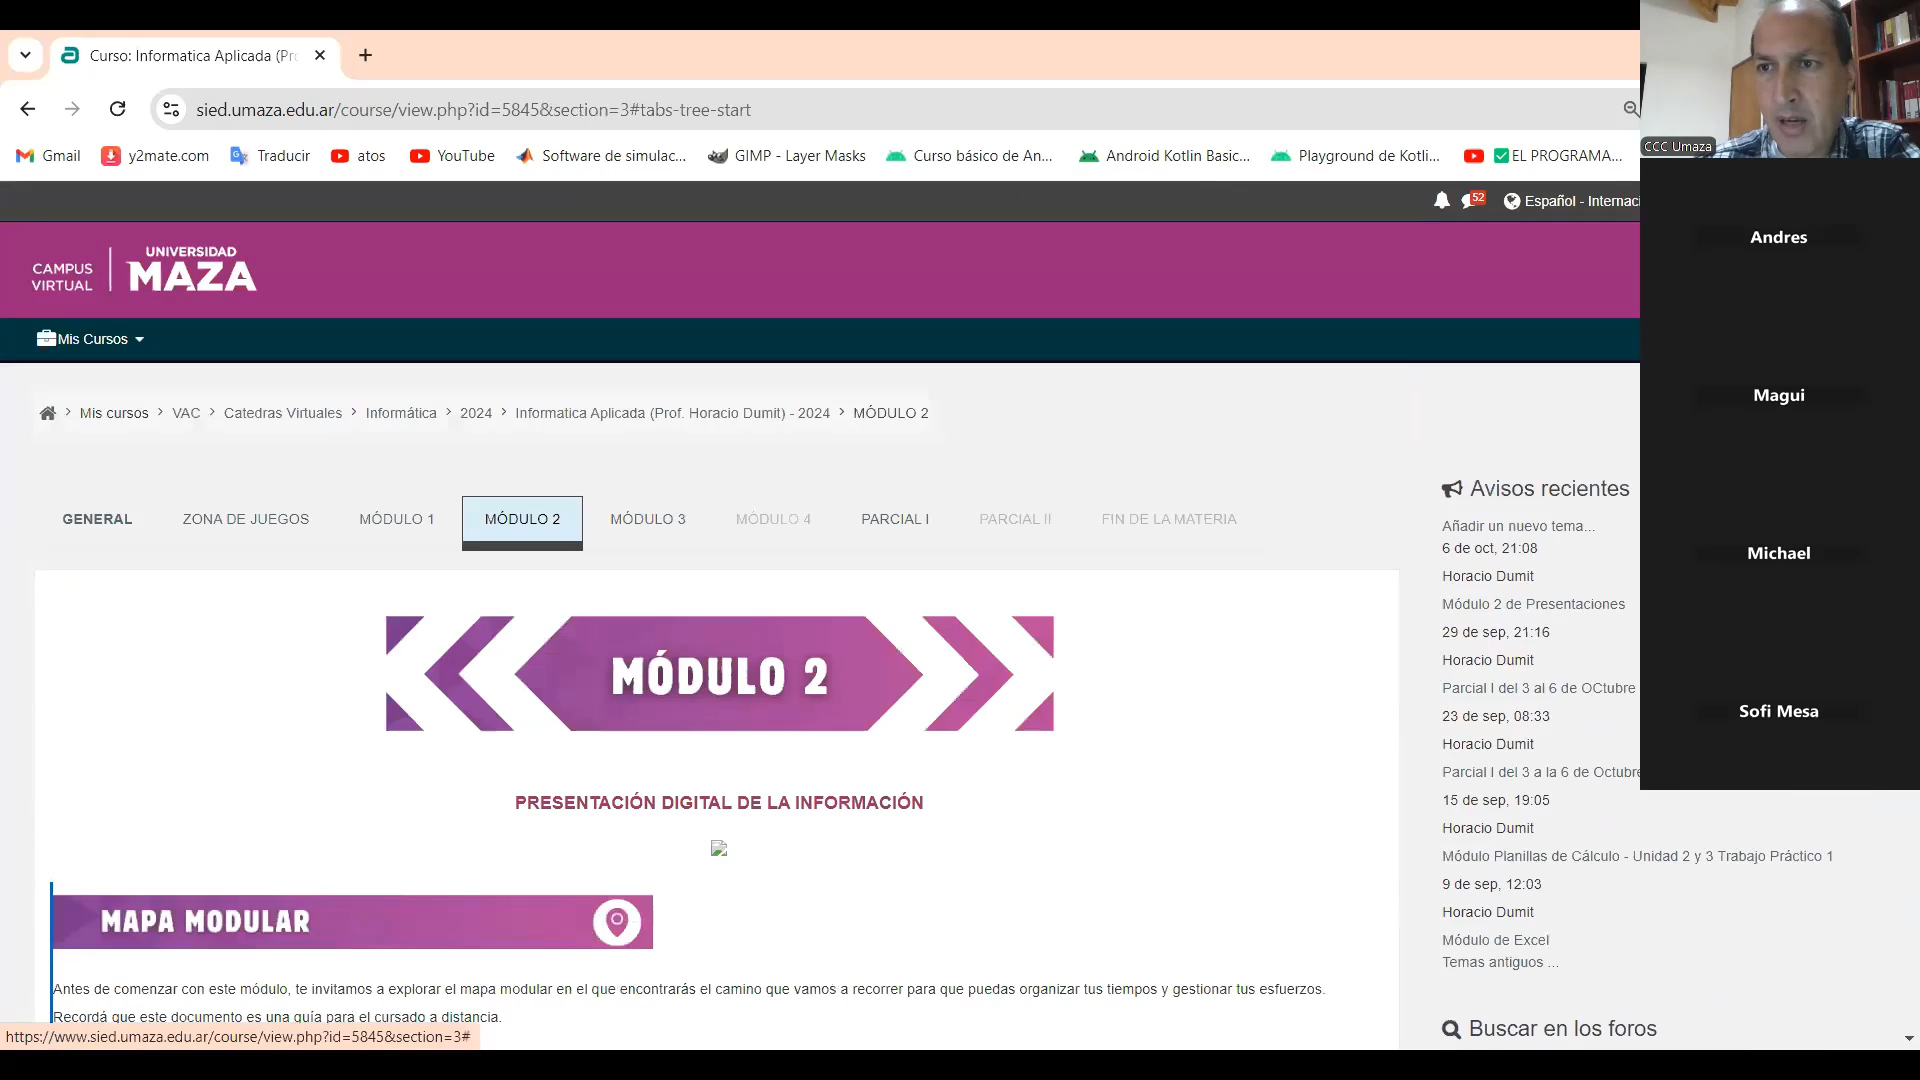 Curso: Informatica Aplicada (Pr
sied.umaza.edu.ar/course/view.php?id=5845&section=3#tabs-tree-start
Gmail
y2mate.com
Traducir
atos
YouTube
Software de simulac...
GIMP - Layer Masks
Curso básico de An...
Android Kotlin Basic...
Playground de Kotli...
EL PROGRAMA...
CCC Umaza
52
Español - Internaci
CAMPUS
VIRTUAL
UNIVERSIDAD
MAZA
Andres
Mis Cursos
Magui
Mis cursos > VAC > Catedras Virtuales > Informática > 2024 > Informatica Aplicada (Prof. Horacio Dumit) - 2024 > MÓDULO 2
GENERAL
ZONA DE JUEGOS
MÓDULO 1
MÓDULO 2
MÓDULO 3
MÓDULO 4
PARCIAL I
PARCIAL II
FIN DE LA MATERIA
MÓDULO 2
PRESENTACIÓN DIGITAL DE LA INFORMACIÓN
MAPA MODULAR
Antes de comenzar con este módulo, te invitamos a explorar el mapa modular en el que encontrarás el camino que vamos a recorrer para que puedas organizar tus tiempos y gestionar tus esfuerzos.
Recordá que este documento es una guía para el cursado a distancia.
https://www.sied.umaza.edu.ar/course/view.php?id=5845&section=3#
Avisos recientes
Añadir un nuevo tema...
6 de oct, 21:08
Horacio Dumit
Módulo 2 de Presentaciones
29 de sep, 21:16
Horacio Dumit
Parcial I del 3 al 6 de OCtubre
23 de sep, 08:33
Horacio Dumit
Parcial I del 3 a la 6 de Octubre
15 de sep, 19:05
Horacio Dumit
Módulo Planillas de Cálculo - Unidad 2 y 3 Trabajo Práctico 1
9 de sep, 12:03
Horacio Dumit
Módulo de Excel
Temas antiguos ...
Buscar en los foros
Michael
Sofi Mesa